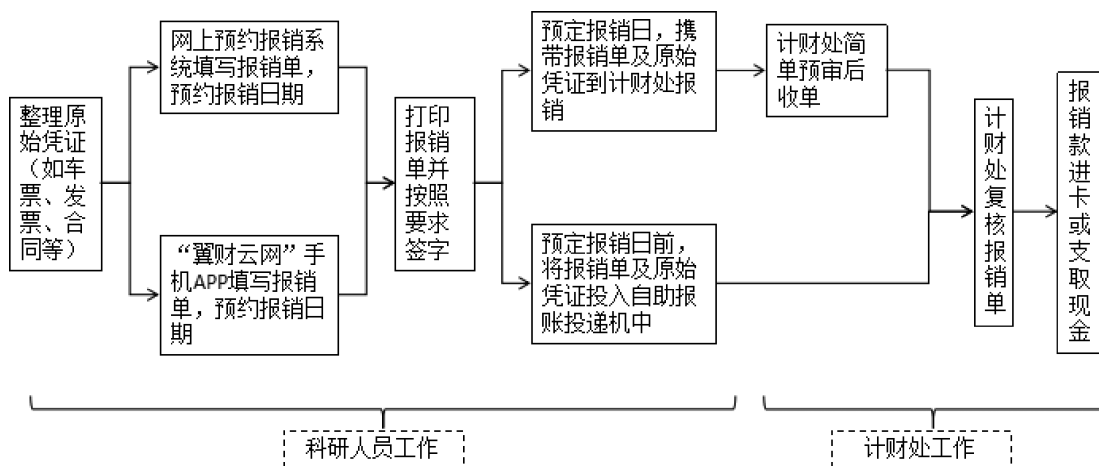 整理原
始凭证
（如车
票、发
票、合
同等）
网上预约报销系
统填写报销单，
预约报销日期
“翼财云网”手
机APP填写报销
单，预约报销日
期
打印
报销
单并
按照
要求
签字
预定报销日，携
带报销单及原始
凭证到计财处报
销
预定报销日前，
将报销单及原始
凭证投入自助报
账投递机中
计财处简
单预审后
收单
计财处复核报销单
报销款进卡或支取现金
科研人员工作
计财处工作